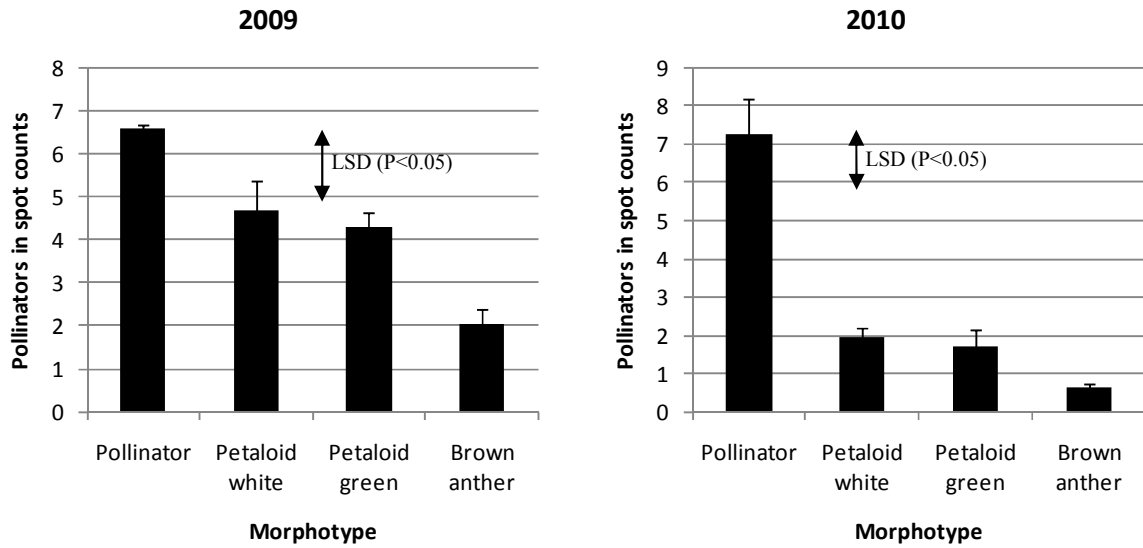 2009
8
7
6
5
4
3
2
1
0
Pollinators in spot counts
LSD (P<0.05)
Pollinator
Petaloid
white
Petaloid
green
Brown
anther
Morphotype
2010
9
8
7
6
5
4
3
2
1
0
Pollinators in spot counts
LSD (P<0.05)
Pollinator
Petaloid
white
Petaloid
green
Brown
anther
Morphotype